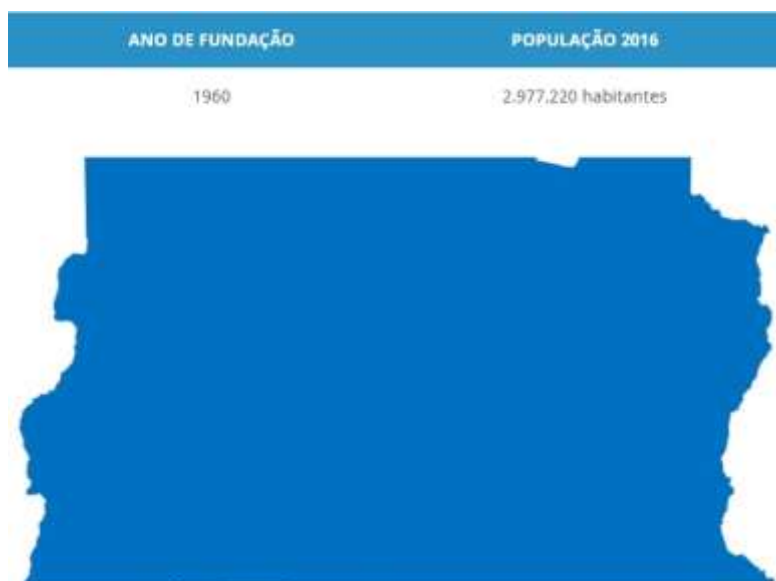 ANO DE FUNDAÇÃO POPULAÇÃO 2016
1960 2.977.220 habitantes